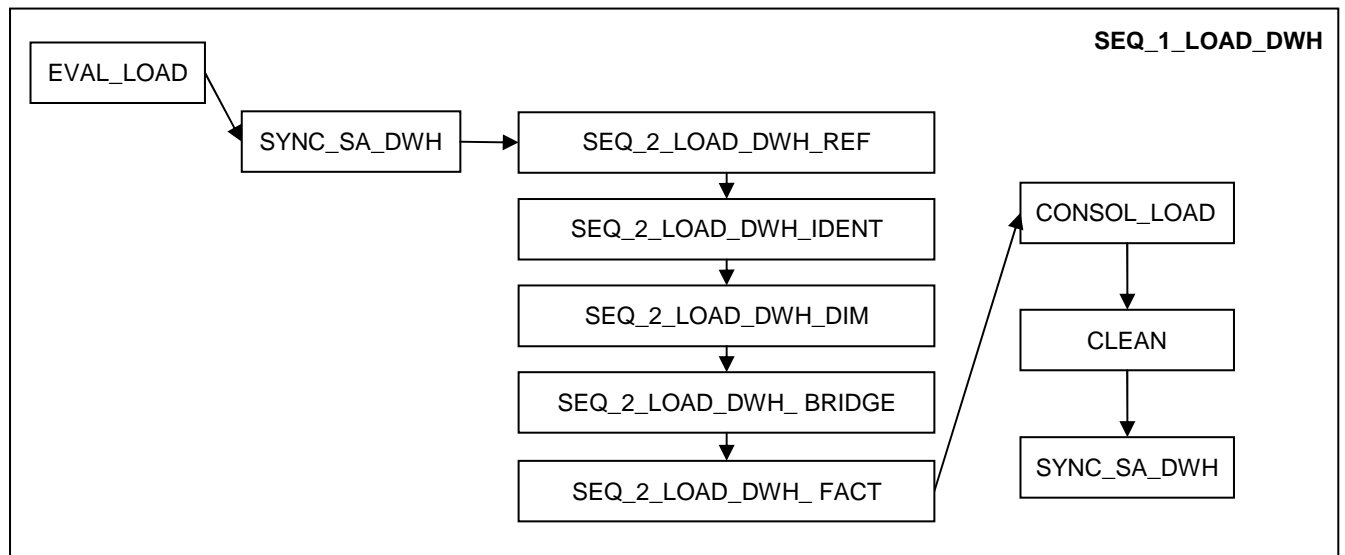 SEQ_1_LOAD_DWH
EVAL_LOAD
SYNC_SA_DWH
SEQ_2_LOAD_DWH_REF
SEQ_2_LOAD_DWH_IDENT
SEQ_2_LOAD_DWH_DIM
SEQ_2_LOAD_DWH_ BRIDGE
SEQ_2_LOAD_DWH_ FACT
CONSOL_LOAD
CLEAN
SYNC_SA_DWH